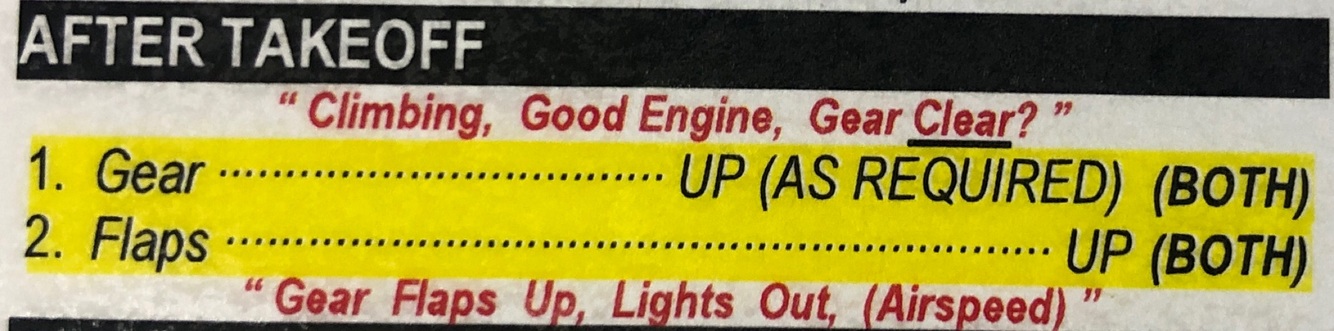 AFTER TAKEOFF
“ Climbing, Good Engine, Gear Clear? ”
1. Gear ································· UP (AS REQUIRED) (BOTH)
2. Flaps ······························································ UP (BOTH)
“ Gear Flaps Up, Lights Out, (Airspeed) ”